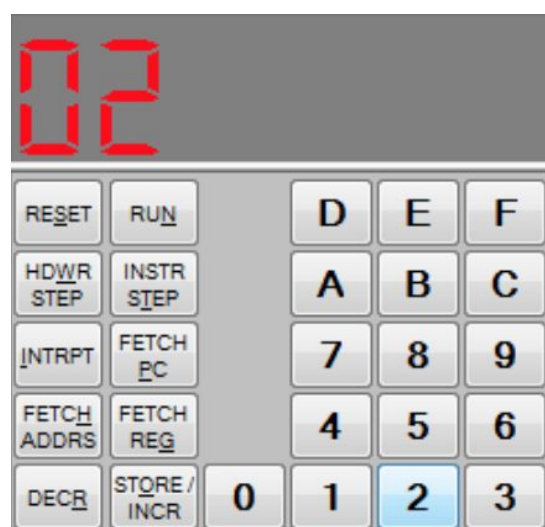 02
RESET RUN D E F
HDWR STEP INSTR STEP A B C
INTRPT FETCH PC 7 8 9
FETCH ADDRS FETCH REG 4 5 6
DECR STORE / INCR 0 1 2 3